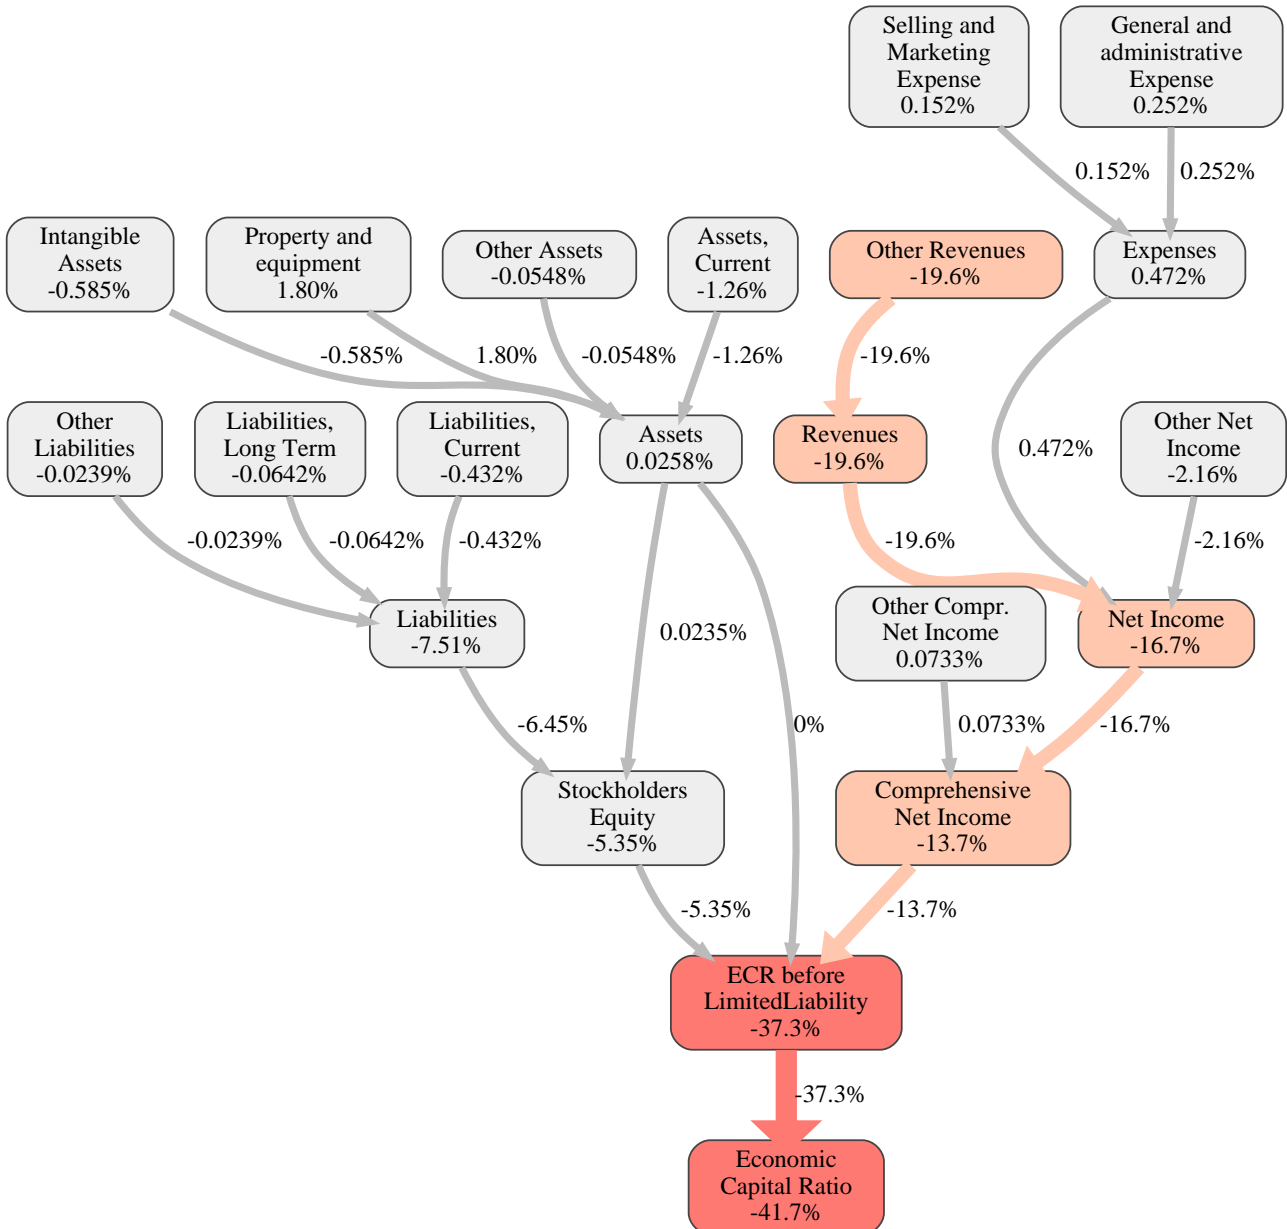 Selling and
Marketing
Expense
0.152%
General and
administrative
Expense
0.252%
0.152%
0.252%
Intangible
Assets
-0.585%
Property and
equipment
1.80%
Other Assets
-0.0548%
Assets,
Current
-1.26%
Other Revenues
-19.6%
Expenses
0.472%
-0.585%
1.80%
-0.0548%
-1.26%
-19.6%
Other
Liabilities
-0.0239%
Liabilities,
Long Term
-0.0642%
Liabilities,
Current
-0.432%
Assets
0.0258%
Revenues
-19.6%
0.472%
Other Net
Income
-2.16%
-0.0239%
-0.0642%
-0.432%
-19.6%
-2.16%
Liabilities
-7.51%
0.0235%
Other Compr.
Net Income
0.0733%
Net Income
-16.7%
-6.45%
0%
0.0733%
-16.7%
Stockholders
Equity
-5.35%
Comprehensive
Net Income
-13.7%
-5.35%
-13.7%
ECR before
LimitedLiability
-37.3%
-37.3%
Economic
Capital Ratio
-41.7%